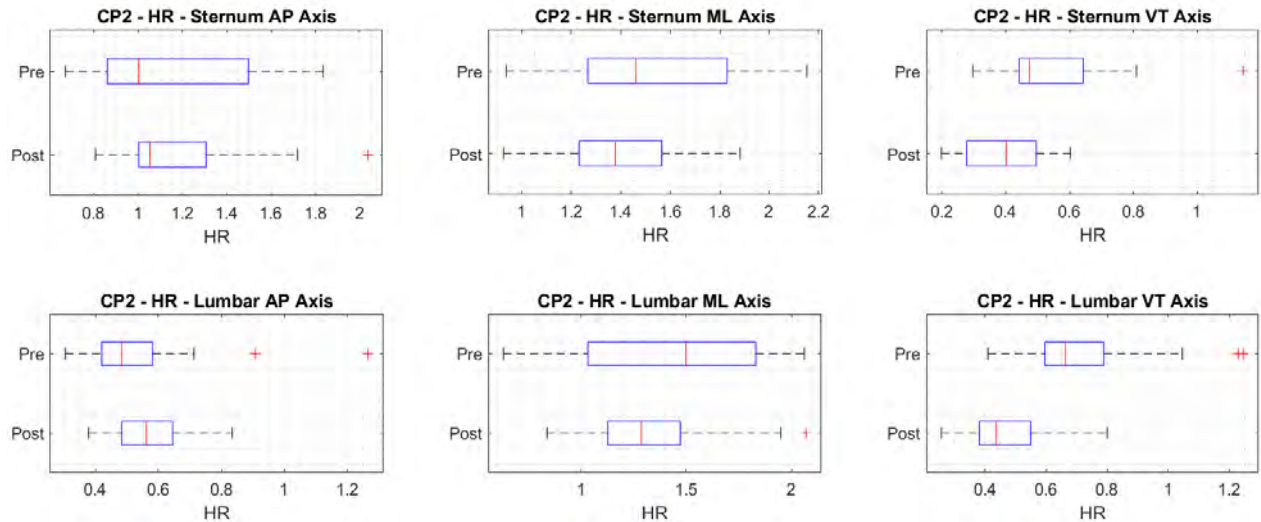 CP2 - HR - Sternum AP Axis
Pre
Post
0.8 1 1.2 1.4 1.6 1.8 2
HR
CP2 - HR - Sternum ML Axis
Pre
Post
1 1.2 1.4 1.6 1.8 2 2.2
HR
CP2 - HR - Sternum VT Axis
Pre
Post
0.2 0.4 0.6 0.8 1
HR
CP2 - HR - Lumbar AP Axis
Pre
Post
0.4 0.6 0.8 1 1.2
HR
CP2 - HR - Lumbar ML Axis
Pre
Post
1 1.5 2
HR
CP2 - HR - Lumbar VT Axis
Pre
Post
0.4 0.6 0.8 1 1.2
HR